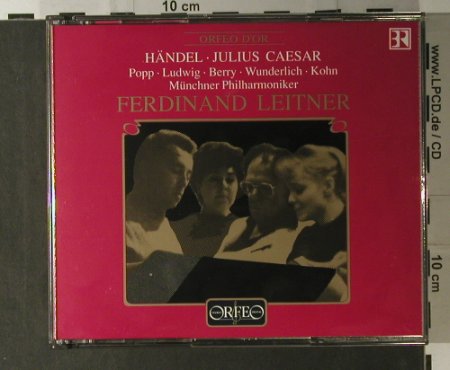 10 cm
ORFEO D'OR
BR
HÄNDEL · JULIUS CAESAR
Popp · Ludwig · Berry · Wunderlich · Kohn
Münchner Philharmoniker
FERDINAND LEITNER
ORFEO
www.LPCD.de / CD
10 cm